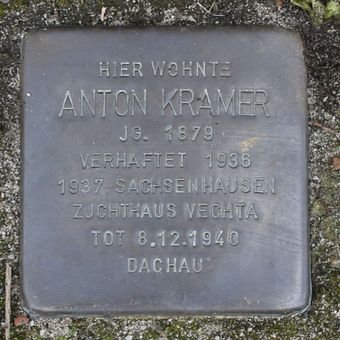 HIER WOHNTE
ANTON KRAMER
JG. 1879
VERHAFTET 1936
1937 SACHSENHAUSEN
ZUCHTHAUS VECHTA
TOT 8.12.1940
DACHAU